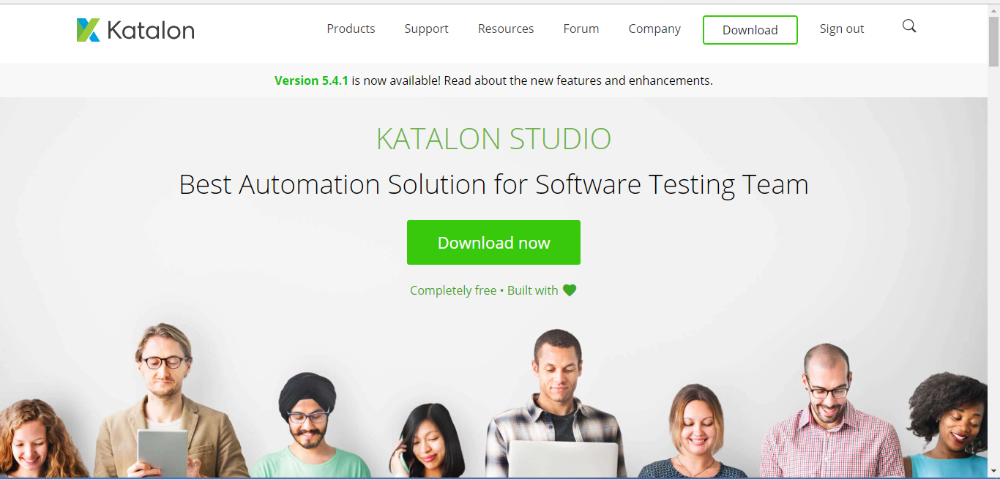 Katalon
Products Support Resources Forum Company Download Sign out
Version 5.4.1 is now available! Read about the new features and enhancements.
KATALON STUDIO
Best Automation Solution for Software Testing Team
Download now
Completely free • Built with